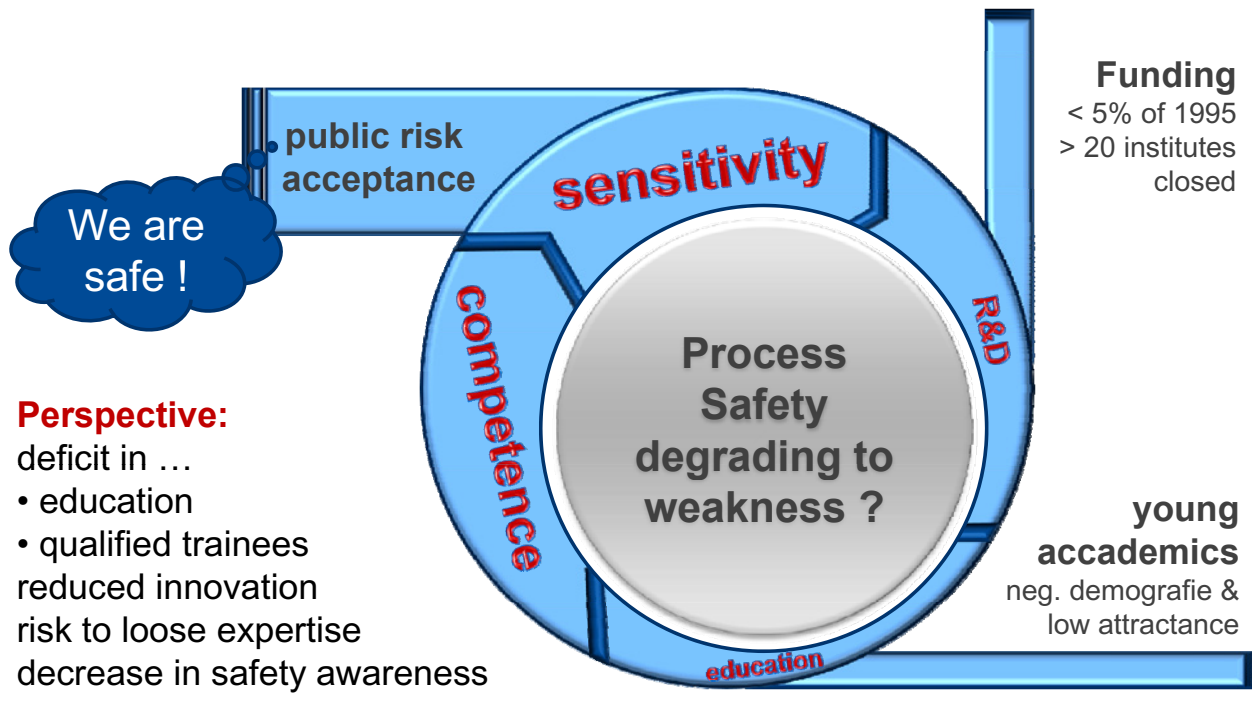 public risk
acceptance
We are
safe !
sensitivity
Funding
< 5% of 1995
> 20 institutes
closed
R&D
competence
Process
Safety
degrading to
weakness ?
Perspective:
deficit in …
• education
• qualified trainees
reduced innovation
risk to loose expertise
decrease in safety awareness
young
accademics
neg. demografie &
low attractance
education